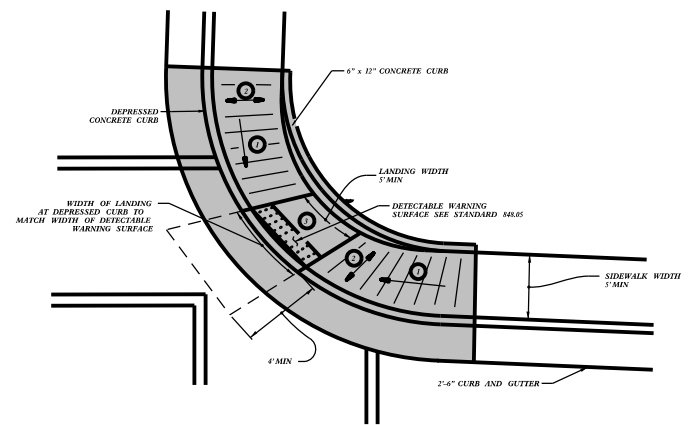 6" x 12" CONCRETE CURB
2
DEPRESSED
CONCRETE CURB
1
LANDING WIDTH
5'MIN
WIDTH OF LANDING
AT DEPRESSED CURB TO
MATCH WIDTH OF DETECTABLE
WARNING SURFACE
DETECTABLE WARNING
SURFACE SEE STANDARD 848.05
3
2
1
SIDEWALK WIDTH
5'MIN
4'MIN
2'-6" CURB AND GUTTER